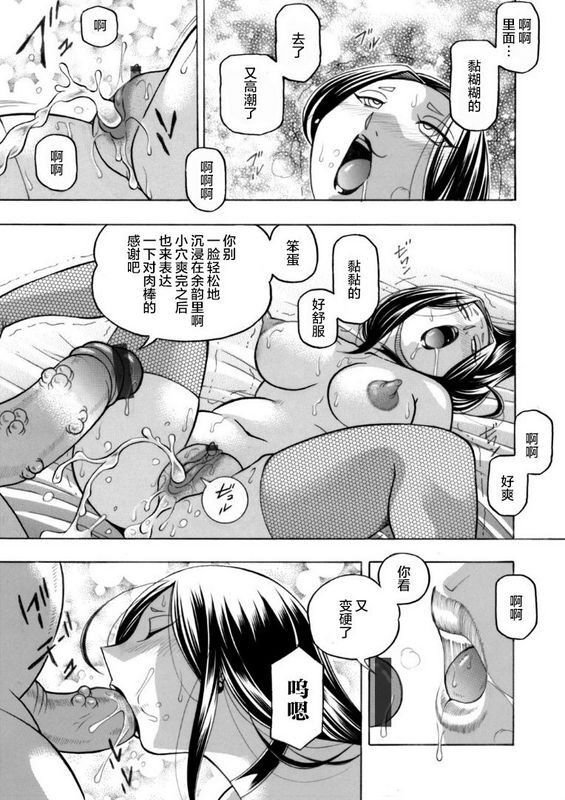 啊啊
里面…
黏糊糊的
去了
又高潮了
啊
啊啊啊
啊啊
黏黏的
好舒服
笨蛋
你别
一脸轻松地
沉浸在余韵里啊
小穴爽完之后
也来表达
一下对肉棒的
感谢吧
啊啊
好爽
啊啊
你看
又
变硬了
呜嗯